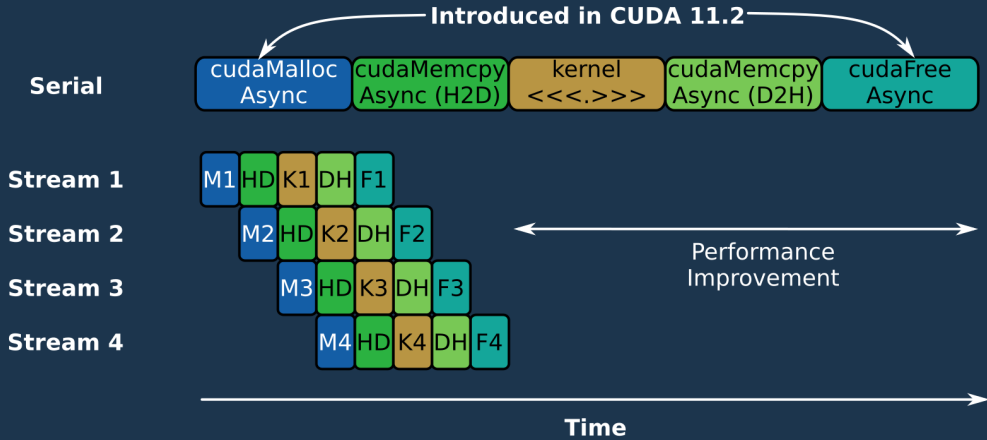 Introduced in CUDA 11.2
Serial
cudaMalloc
Async
cudaMemcpy
Async (H2D)
kernel
<<<.>>>
cudaMemcpy
Async (D2H)
cudaFree
Async
Stream 1
M1 HD K1 DH F1
Stream 2
M2 HD K2 DH F2
Performance
Improvement
Stream 3
M3 HD K3 DH F3
Stream 4
M4 HD K4 DH F4
Time